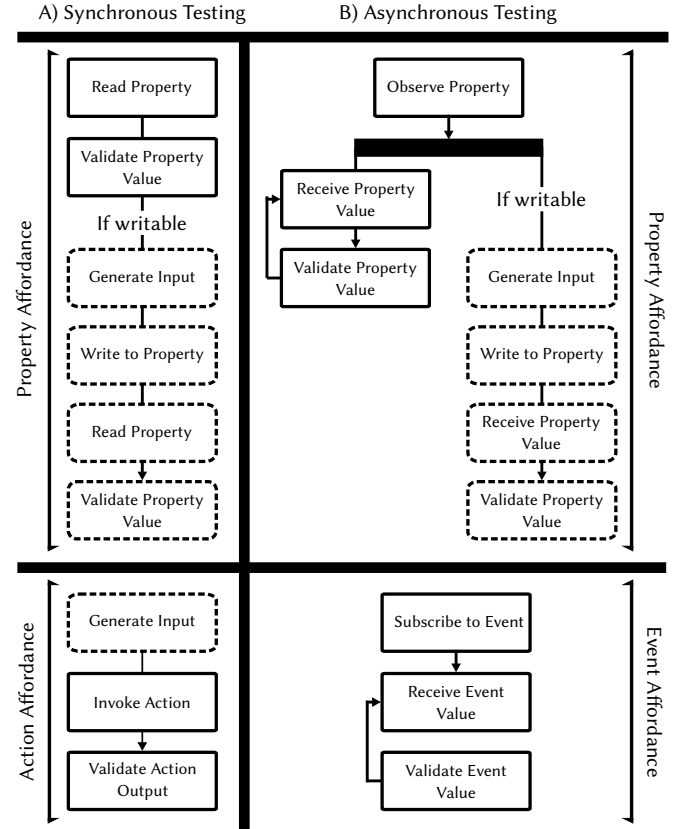 A) Synchronous Testing
B) Asynchronous Testing
Property Affordance
Read Property
Validate Property
Value
If writable
Generate Input
Write to Property
Read Property
Validate Property
Value
Observe Property
Receive Property
Value
Validate Property
Value
If writable
Generate Input
Write to Property
Receive Property
Value
Validate Property
Value
Property Affordance
Action Affordance
Generate Input
Invoke Action
Validate Action
Output
Subscribe to Event
Receive Event
Value
Validate Event
Value
Event Affordance